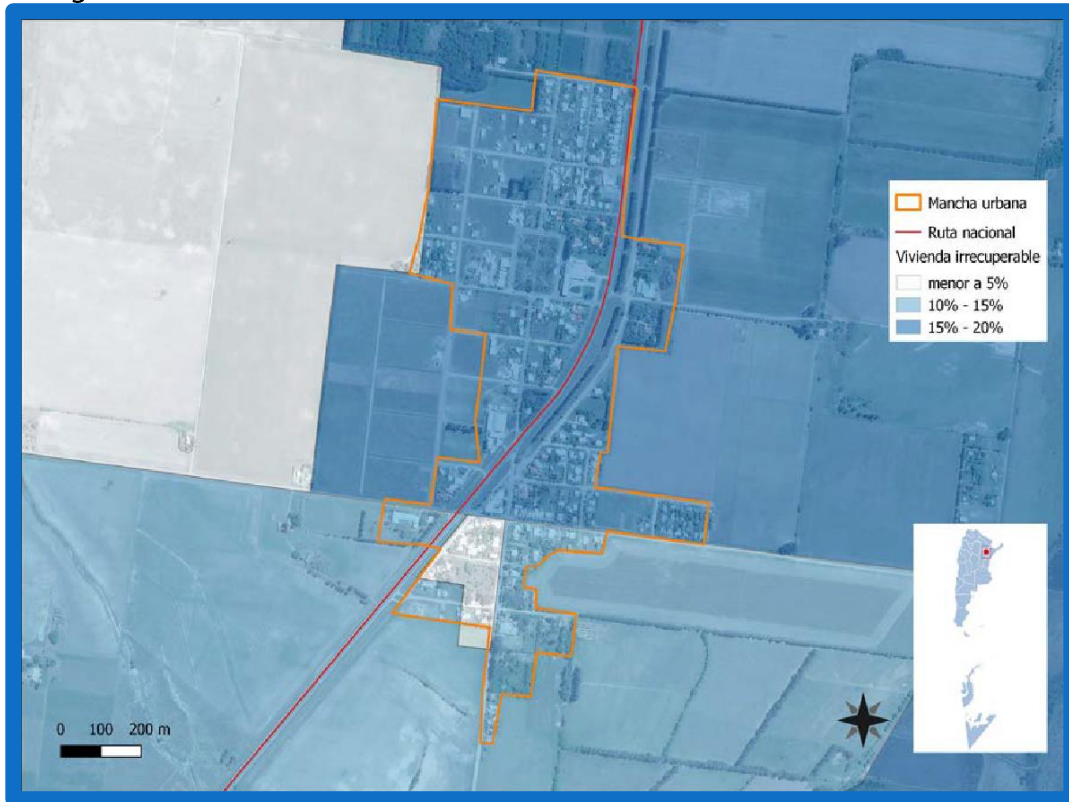 Mancha urbana
Ruta nacional
Vivienda irrecuperable
menor a 5%
10% - 15%
15% - 20%
0 100 200 m